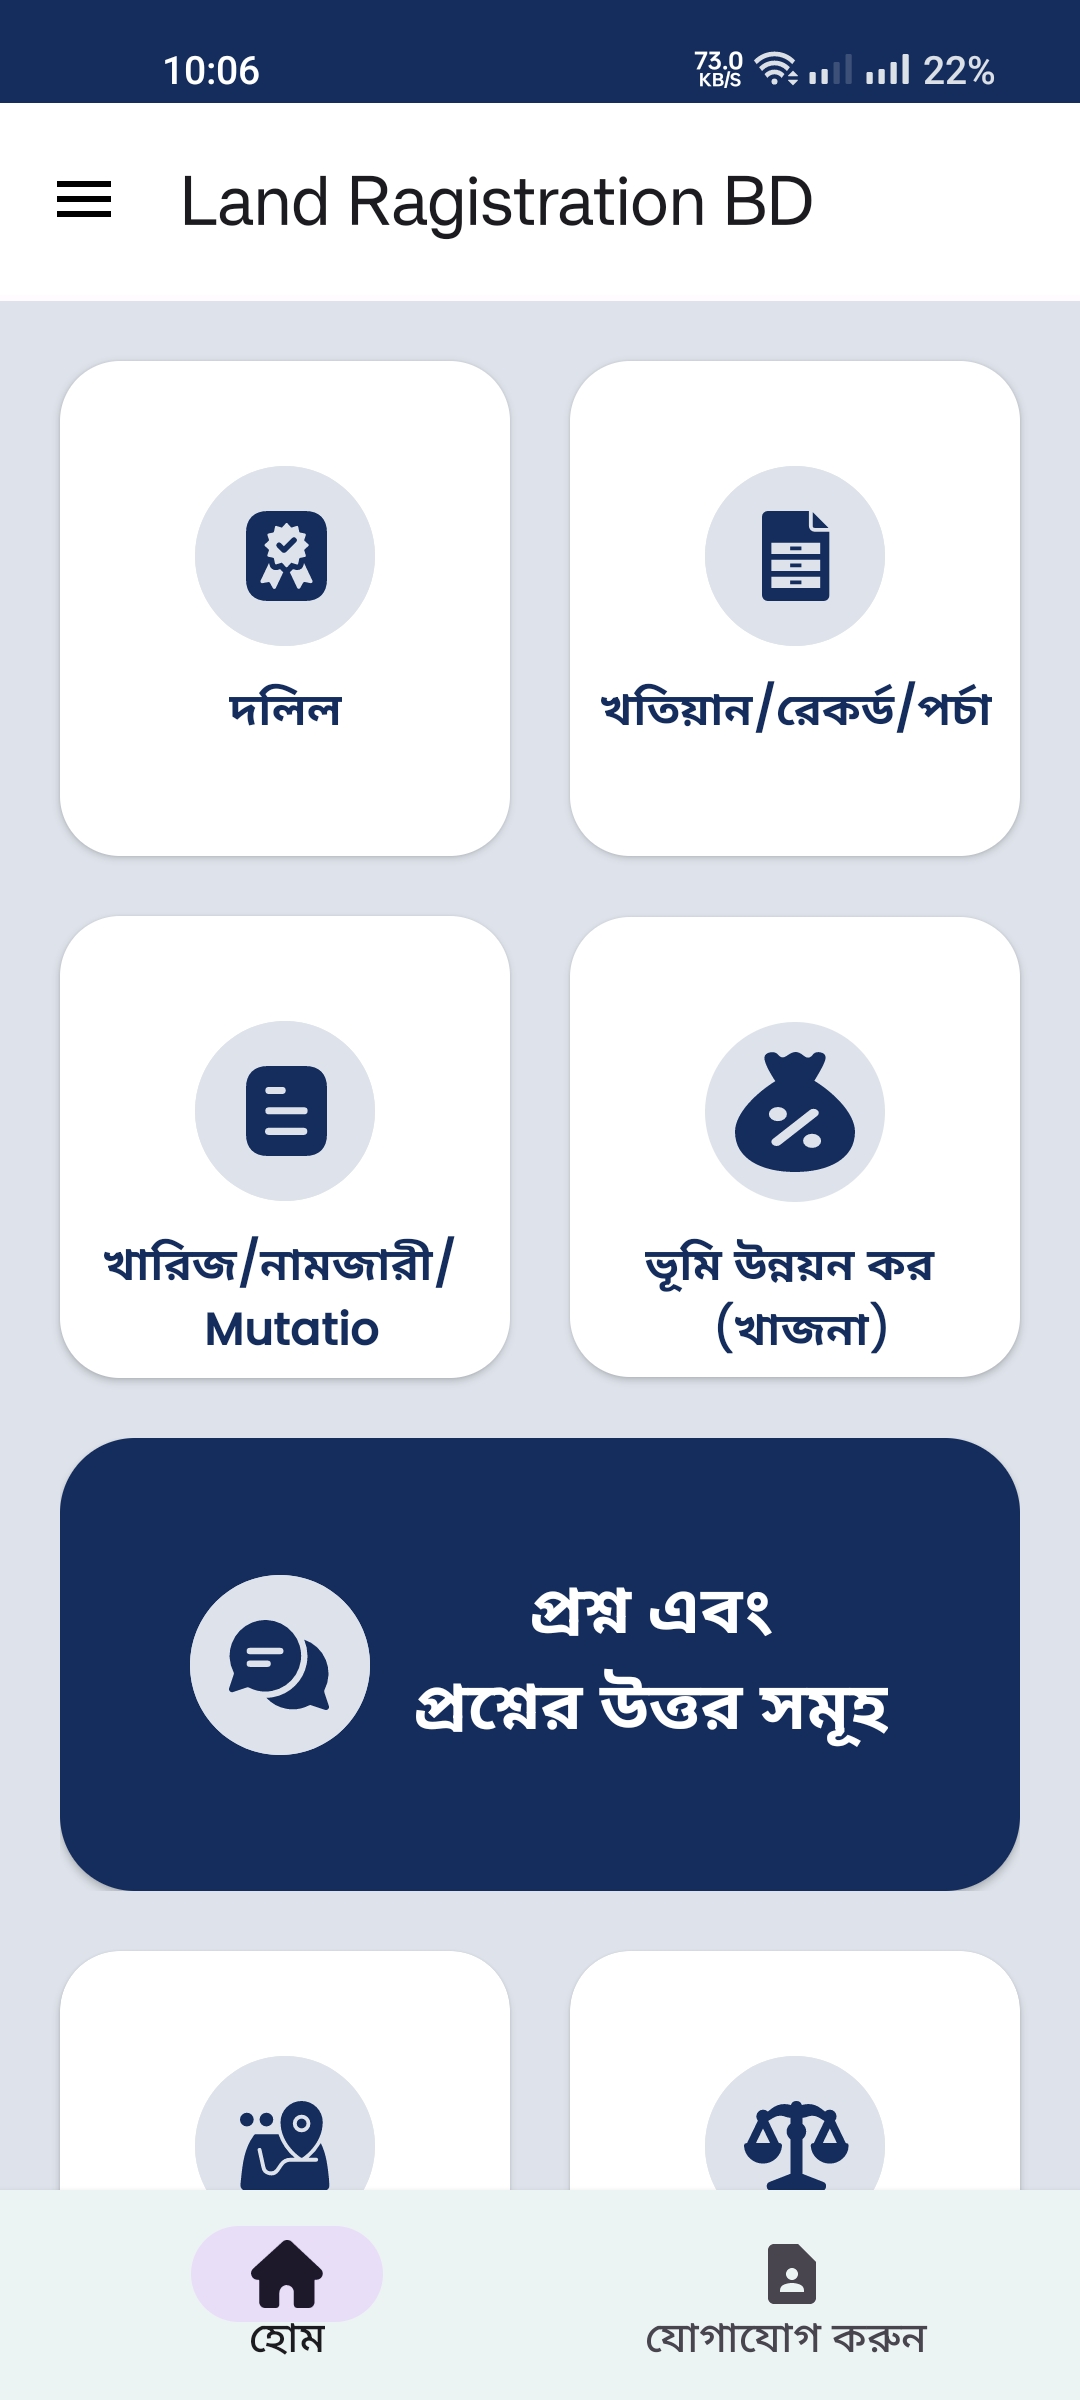 10:06
73.0
KB/S
22%
Land Ragistration BD
দলিল
খতিয়ান/রেকর্ড/পর্চা
খারিজ/নামজারী/
Mutatio
ভূমি উন্নয়ন কর
(খাজনা)
প্রশ্ন এবং
প্রশ্নের উত্তর সমূহ
হোম
যোগাযোগ করুন